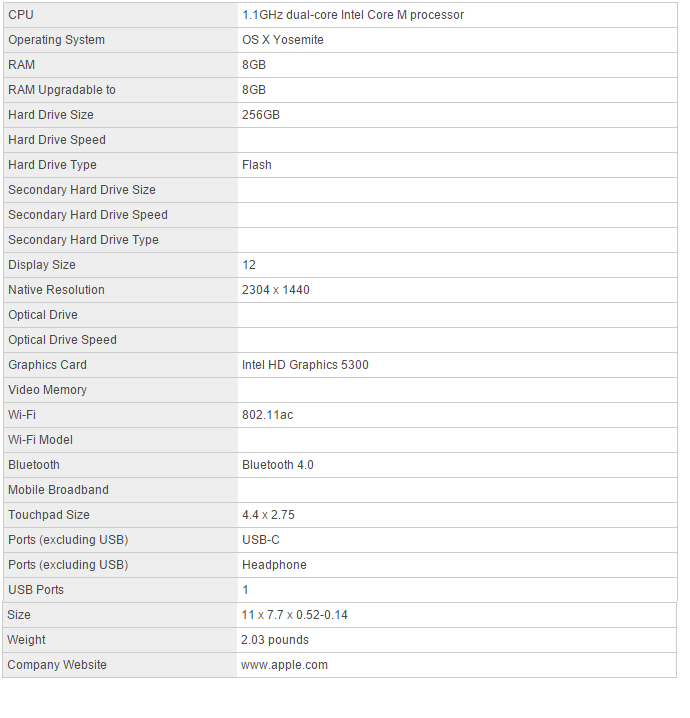 CPU 1.1GHz dual-core Intel Core M processor
Operating System OS X Yosemite
RAM 8GB
RAM Upgradable to 8GB
Hard Drive Size 256GB
Hard Drive Speed
Hard Drive Type Flash
Secondary Hard Drive Size
Secondary Hard Drive Speed
Secondary Hard Drive Type
Display Size 12
Native Resolution 2304 x 1440
Optical Drive
Optical Drive Speed
Graphics Card Intel HD Graphics 5300
Video Memory
Wi-Fi 802.11ac
Wi-Fi Model
Bluetooth Bluetooth 4.0
Mobile Broadband
Touchpad Size 4.4 x 2.75
Ports (excluding USB) USB-C
Ports (excluding USB) Headphone
USB Ports 1
Size 11 x 7.7 x 0.52-0.14
Weight 2.03 pounds
Company Website www.apple.com